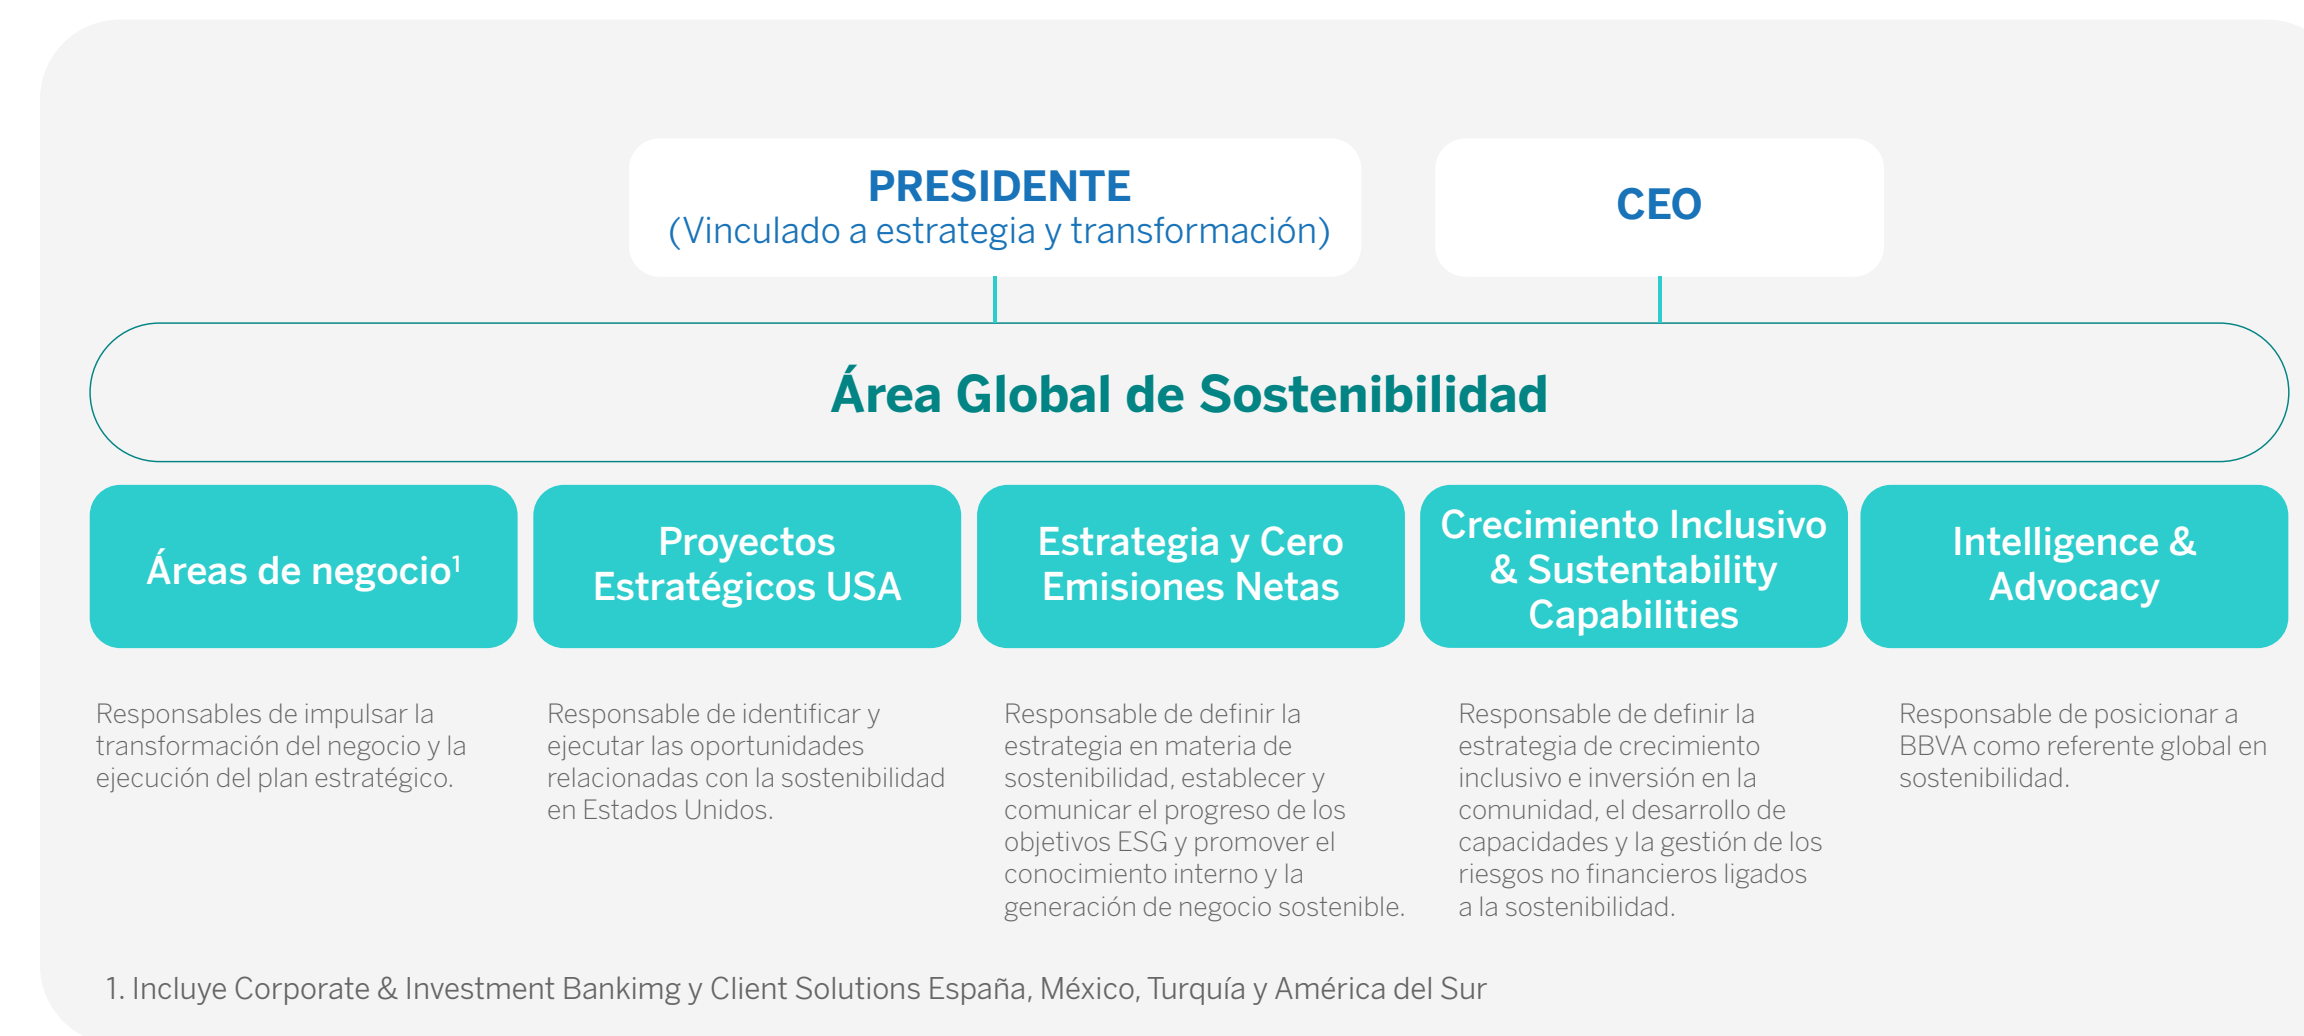 PRESIDENTE
(Vinculado a estrategia y transformación)
CEO
Área Global de Sostenibilidad
Áreas de negocio¹
Proyectos
Estratégicos USA
Estrategia y Cero
Emisiones Netas
Crecimiento Inclusivo
& Sustentability
Capabilities
Intelligence &
Advocacy
Responsables de impulsar la
transformación del negocio y la
ejecución del plan estratégico.
Responsable de identificar y
ejecutar las oportunidades
relacionadas con la sostenibilidad
en Estados Unidos.
Responsable de definir la
estrategia en materia de
sostenibilidad, establecer y
comunicar el progreso de los
objetivos ESG y promover el
conocimiento interno y la
generación de negocio sostenible.
Responsable de definir la
estrategia de crecimiento
inclusivo e inversión en la
comunidad, el desarrollo de
capacidades y la gestión de los
riesgos no financieros ligados
a la sostenibilidad.
Responsable de posicionar a
BBVA como referente global en
sostenibilidad.
1. Incluye Corporate & Investment Bankimg y Client Solutions España, México, Turquía y América del Sur